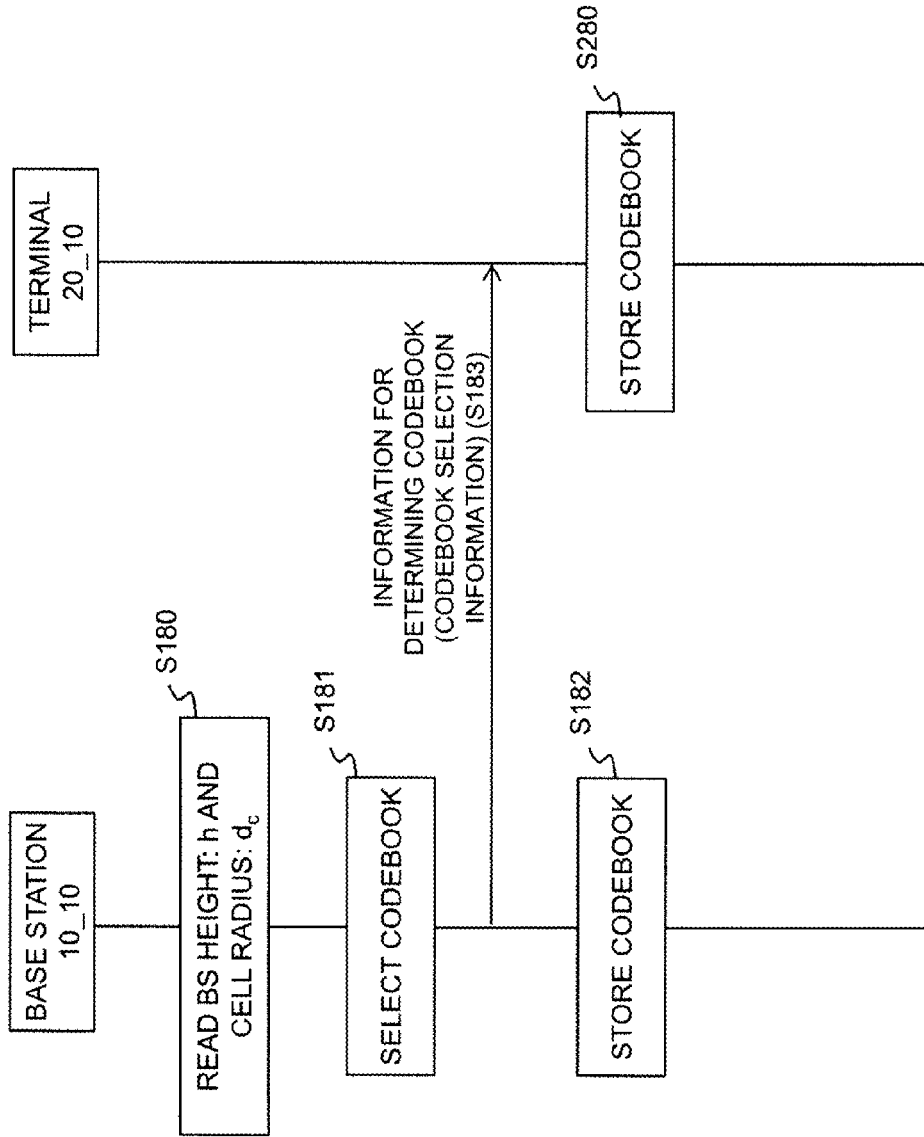 BASE STATION
10_10
TERMINAL
20_10
S180
READ BS HEIGHT: h AND
CELL RADIUS: dc
S181
SELECT CODEBOOK
INFORMATION FOR
DETERMINING CODEBOOK
(CODEBOOK SELECTION
INFORMATION) (S183)
S182
STORE CODEBOOK
S280
STORE CODEBOOK